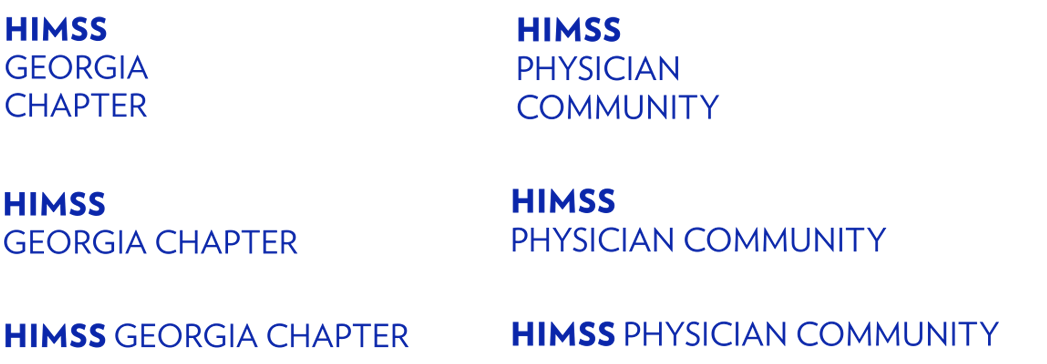 HIMSS
GEORGIA
CHAPTER
HIMSS
PHYSICIAN
COMMUNITY
HIMSS
GEORGIA CHAPTER
HIMSS
PHYSICIAN COMMUNITY
HIMSS GEORGIA CHAPTER
HIMSS PHYSICIAN COMMUNITY